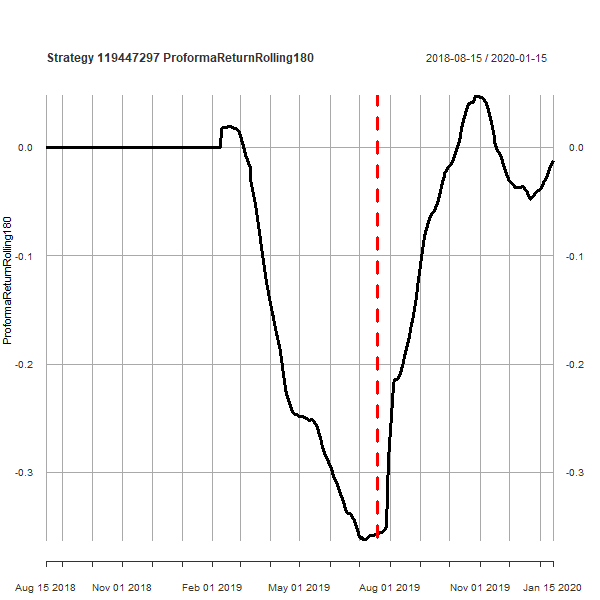 Strategy 119447297 ProformaReturnRolling180 2018-08-15 / 2020-01-15
0.0 0.0
-0.1 -0.1
-0.2 -0.2
-0.3 -0.3
ProformaReturnRolling180
Aug 15 2018 Nov 01 2018 Feb 01 2019 May 01 2019 Aug 01 2019 Nov 01 2019 Jan 15 2020